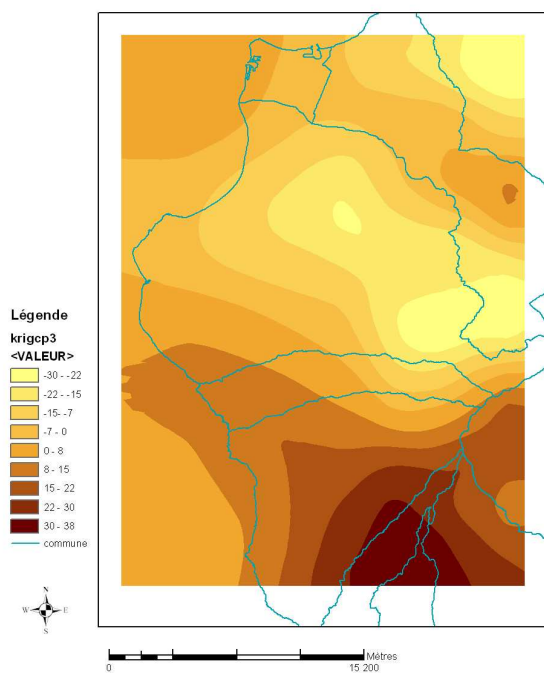 Légende
krigcp3
<VALEUR>
-30 - -22
-22 - -15
-15 - -7
-7 - 0
0 - 8
8 - 15
15 - 22
22 - 30
30 - 38
commune
N
W E
S
Mètres
0 15 200